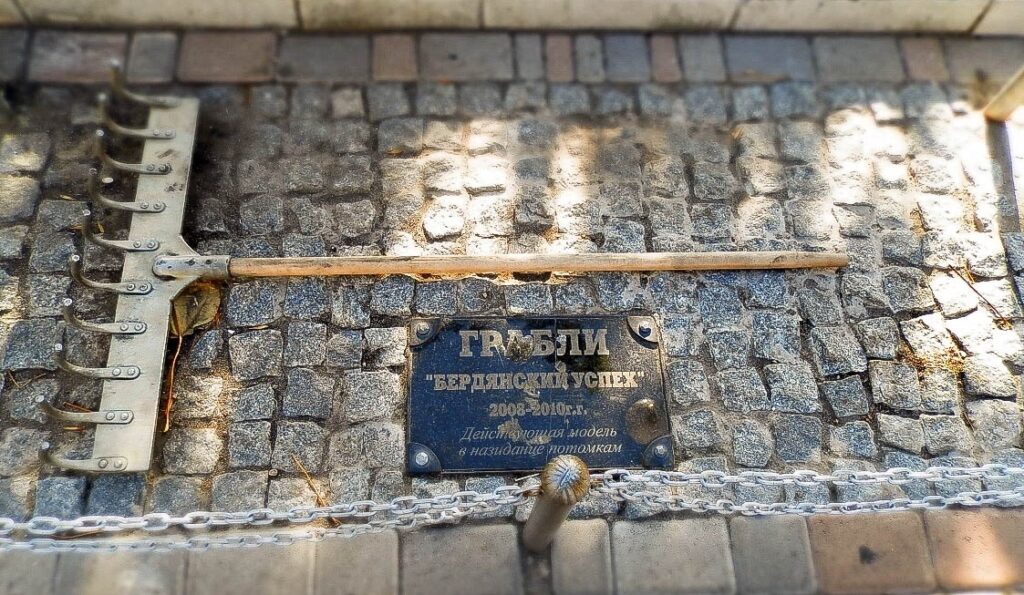 ГРАБЛИ
"БЕРДЯНСКИЙ УСПЕХ"
2008-2010г.г.
Действующая модель
в назидание потомкам